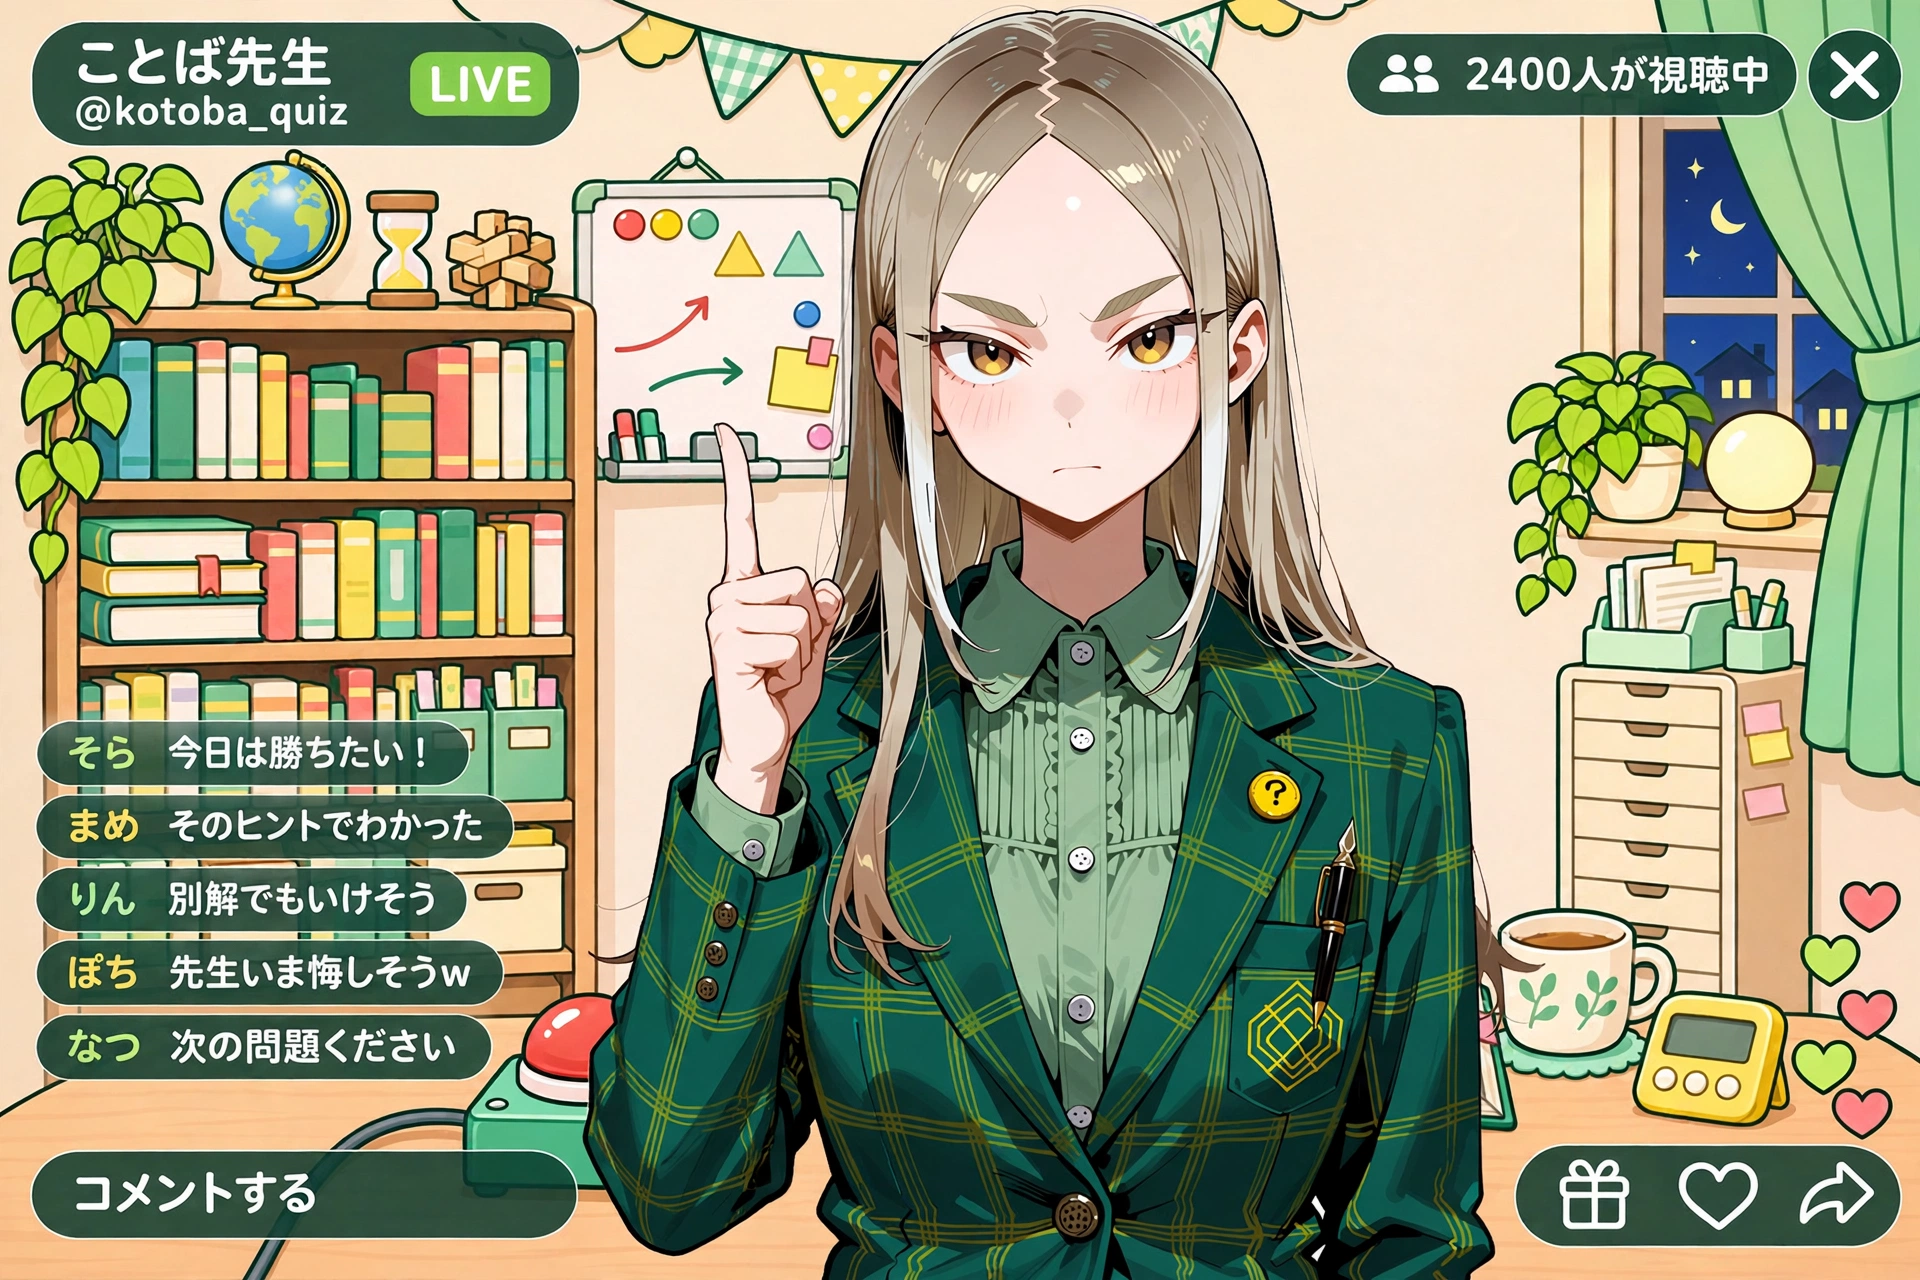 ことば先生
@kotoba_quiz
LIVE
2400人が視聴中
?
そら 今日は勝ちたい！
まめ そのヒントでわかった
りん 別解でもいけそう
ぽち 先生いま悔しそうw
なつ 次の問題ください
コメントする